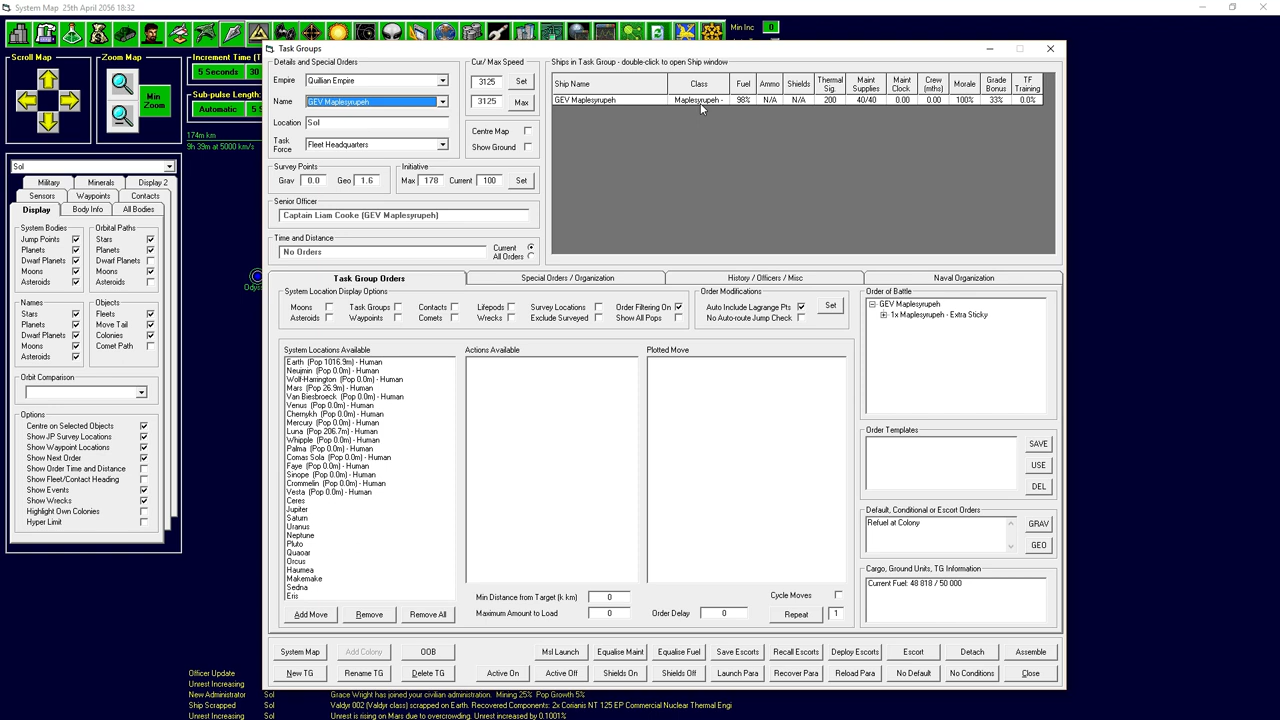 System Map  25th April 2056 18:32
Min Inc 0
Scroll Map
Zoom Map
Min Zoom
Increment Time (T
5 Seconds 30
Sub-pulse Length:
Automatic 5 S
174m km
9h 39m at 5000 km/s
Sol
Military Minerals Display 2
Sensors Waypoints Contacts
Display Body Info All Bodies
System Bodies
Jump Points
Planets
Dwarf Planets
Moons
Asteroids
Orbital Paths
Stars
Planets
Dwarf Planets
Moons
Asteroids
Names
Stars
Planets
Dwarf Planets
Moons
Asteroids
Objects
Fleets
Move Tail
Colonies
Comet Path
Orbit Comparison
Options
Centre on Selected Objects
Show JP Survey Locations
Show Waypoint Locations
Show Next Order
Show Order Time and Distance
Show Fleet/Contact Heading
Show Events
Show Wrecks
Highlight Own Colonies
Hyper Limit
Odyss
Task Groups
Details and Special Orders
Empire Quillian Empire
Name GEV Maplesyrupeh
Location Sol
Task Force Fleet Headquarters
Cur/ Max Speed
3125 Set
3125 Max
Centre Map
Show Ground
Survey Points
Grav 0.0 Geo 1.6
Initiative
Max 178 Current 100 Set
Senior Officer
Captain Liam Cooke (GEV Maplesyrupeh)
Time and Distance
No Orders
Current
All Orders
Ships in Task Group - double-click to open Ship window
Ship Name Class Fuel Ammo Shields Thermal Sig. Maint Supplies Maint Clock Crew (mths) Morale Grade Bonus TF Training
GEV Maplesyrupeh Maplesyrupeh - 98% N/A N/A 200 40/40 0.00 0.00 100% 33% 0.0%
Task Group Orders Special Orders / Organization History / Officers / Misc Naval Organization
System Location Display Options
Moons Task Groups Contacts Lifepods Survey Locations Order Filtering On
Asteroids Waypoints Comets Wrecks Exclude Surveyed Show All Pops
Order Modifications
Auto Include Lagrange Pts Set
No Auto-route Jump Check
Order of Battle
GEV Maplesyrupeh
1x Maplesyrupeh - Extra Sticky
System Locations Available Actions Available Plotted Move
Earth (Pop 1016.9m) - Human
Neujmin (Pop 0.0m) - Human
Wolf-Harrington (Pop 0.0m) - Human
Mars (Pop 26.9m) - Human
Van Biesbroeck (Pop 0.0m) - Human
Venus (Pop 0.0m) - Human
Chernykh (Pop 0.0m) - Human
Mercury (Pop 0.0m) - Human
Luna (Pop 206.7m) - Human
Whipple (Pop 0.0m) - Human
Palma (Pop 0.0m) - Human
Comas Sola (Pop 0.0m) - Human
Faye (Pop 0.0m) - Human
Sinope (Pop 0.0m) - Human
Crommelin (Pop 0.0m) - Human
Vesta (Pop 0.0m) - Human
Ceres
Jupiter
Saturn
Uranus
Neptune
Pluto
Quaoar
Orcus
Haumea
Makemake
Sedna
Eris
Order Templates
SAVE
USE
DEL
Default, Conditional or Escort Orders
Refuel at Colony
GRAV
GEO
Cargo, Ground Units, TG Information
Current Fuel: 48 818 / 50 000
Min Distance from Target (k km) 0
Cycle Moves
Add Move Remove Remove All
Maximum Amount to Load 0 Order Delay 0 Repeat 1
System Map Add Colony OOB Msl Launch Equalise Maint Equalise Fuel Save Escorts Recall Escorts Deploy Escorts Escort Detach Assemble
New TG Rename TG Delete TG Active On Active Off Shields On Shields Off Launch Para Recover Para Reload Para No Default No Conditions Close
Officer Update
Unrest Increasing
New Administrator Sol Grace Wright has joined your civilian administration. Mining 25% Pop Growth 5%
Ship Scrapped Sol Valdyr 002 (Valdyr class) scrapped on Earth. Recovered Components: 2x Corianis NT 125 EP Commercial Nuclear Thermal Engi
Unrest Increasing Sol Unrest is rising on Mars due to overcrowding. Unrest increased by 0.1001%